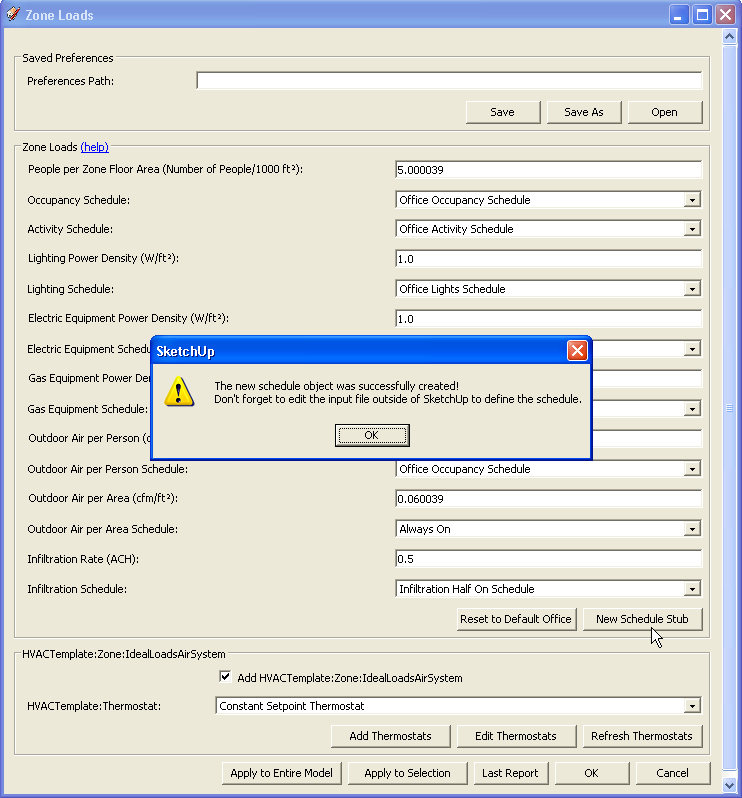 Zone Loads
Saved Preferences
Preferences Path:
Save Save As Open
Zone Loads (help)
People per Zone Floor Area (Number of People/1000 ft²): 5.000039
Occupancy Schedule: Office Occupancy Schedule
Activity Schedule: Office Activity Schedule
Lighting Power Density (W/ft²): 1.0
Lighting Schedule: Office Lights Schedule
Electric Equipment Power Density (W/ft²): 1.0
Electric Equipment Schedu
SketchUp
Gas Equipment Power Den
The new schedule object was successfully created!
Don't forget to edit the input file outside of SketchUp to define the schedule.
Gas Equipment Schedule:
OK
Outdoor Air per Person (c
Outdoor Air per Person Schedule: Office Occupancy Schedule
Outdoor Air per Area (cfm/ft²): 0.060039
Outdoor Air per Area Schedule: Always On
Infiltration Rate (ACH): 0.5
Infiltration Schedule: Infiltration Half On Schedule
Reset to Default Office New Schedule Stub
HVACTemplate:Zone:IdealLoadsAirSystem
Add HVACTemplate:Zone:IdealLoadsAirSystem
HVACTemplate:Thermostat: Constant Setpoint Thermostat
Add Thermostats Edit Thermostats Refresh Thermostats
Apply to Entire Model Apply to Selection Last Report OK Cancel